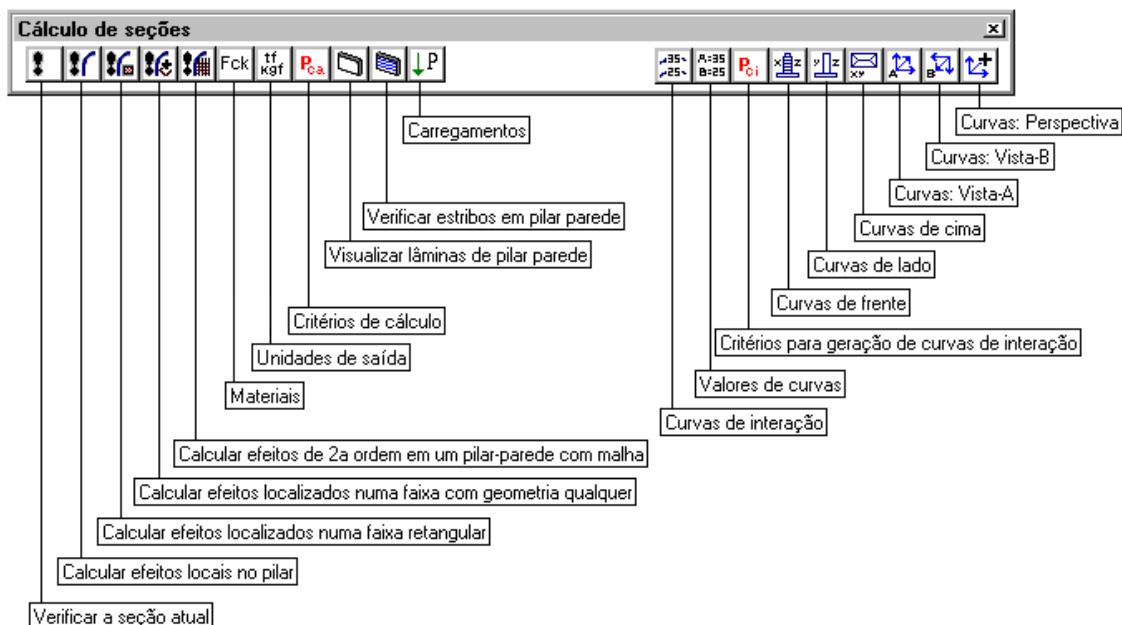 Cálculo de seções
Fck
tf
Kgf
Pca
P
35
25
A=35
B=25
Pci
x z
y z
xy
A
B
Carregamentos
Curvas: Perspectiva
Curvas: Vista-B
Curvas: Vista-A
Verificar estribos em pilar parede
Curvas de cima
Visualizar lâminas de pilar parede
Curvas de lado
Curvas de frente
Critérios de cálculo
Critérios para geração de curvas de interação
Unidades de saída
Valores de curvas
Materiais
Curvas de interação
Calcular efeitos de 2a ordem em um pilar-parede com malha
Calcular efeitos localizados numa faixa com geometria qualquer
Calcular efeitos localizados numa faixa retangular
Calcular efeitos locais no pilar
Verificar a seção atual